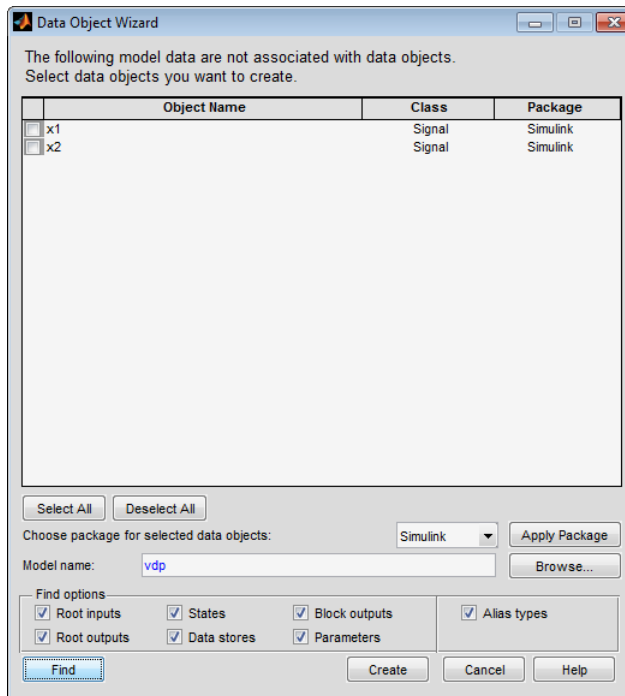 Data Object Wizard
The following model data are not associated with data objects.
Select data objects you want to create.
Object Name Class Package
x1 Signal Simulink
x2 Signal Simulink
Select All Deselect All
Choose package for selected data objects: Simulink Apply Package
Model name: vdp Browse...
Find options
Root inputs States Block outputs Alias types
Root outputs Data stores Parameters
Find Create Cancel Help